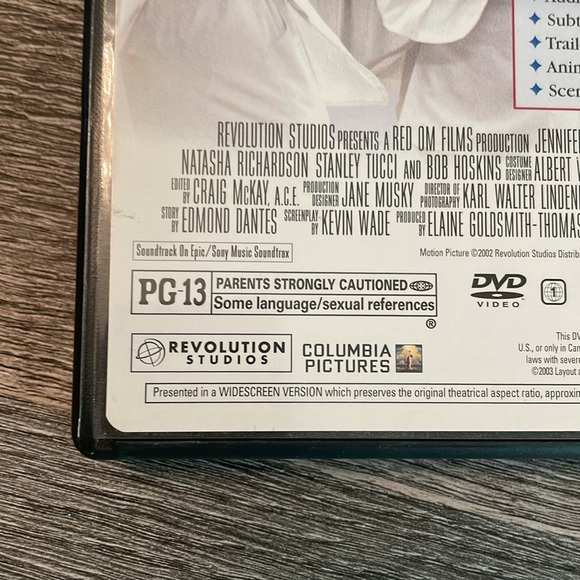 ✦ Subt
✦ Trail
✦ Anin
✦ Scen
REVOLUTION STUDIOS PRESENTS A RED OM FILMS PRODUCTION JENNIFE
NATASHA RICHARDSON STANLEY TUCCI AND BOB HOSKINS COSTUME DESIGNER ALBERT
EDITED BY CRAIG McKAY, A.C.E. PRODUCTION DESIGNER JANE MUSKY DIRECTOR OF PHOTOGRAPHY KARL WALTER LINDEN
STORY BY EDMOND DANTES SCREENPLAY BY KEVIN WADE PRODUCED BY ELAINE GOLDSMITH-THOMAS
Soundtrack On Epic/Sony Music Soundtrax
Motion Picture ©2002 Revolution Studios Distrib
PG-13
PARENTS STRONGLY CAUTIONED
Some language/sexual references
®
DVD
VIDEO
1
REVOLUTION
STUDIOS
COLUMBIA
PICTURES
This DV
U.S., or only in Can
laws with severe
©2003 Layout a
Presented in a WIDESCREEN VERSION which preserves the original theatrical aspect ratio, approxin